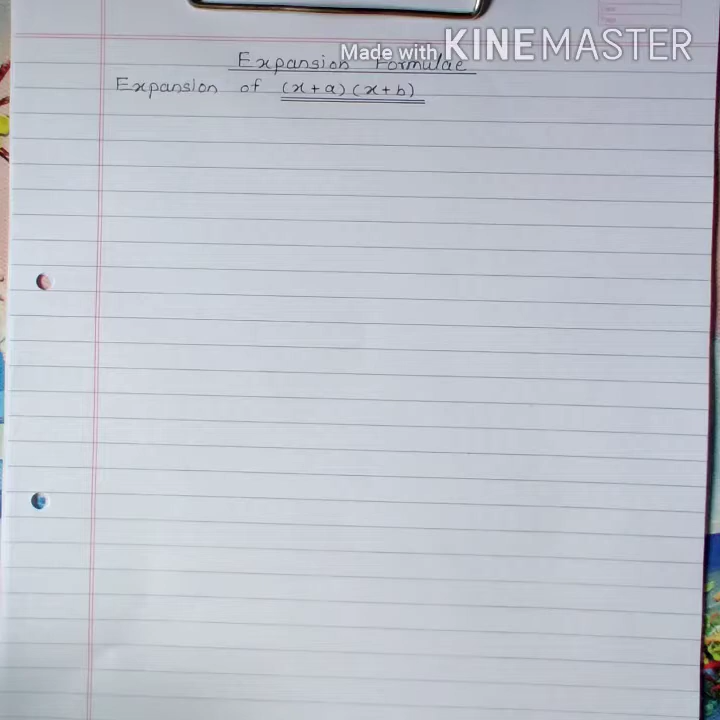 Made with KINEMASTER
Expansion Formulae
Expansion of (x+a)(x+b)